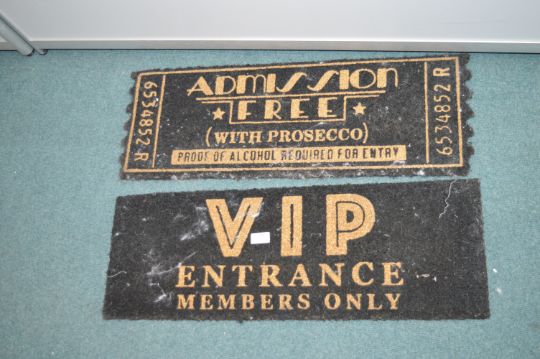 ADMISSION
FREE
(WITH PROSECCO)
PROOF OF ALCOHOL REQUIRED FOR ENTRY
6534852 R
6534852 R
VIP
ENTRANCE
MEMBERS ONLY